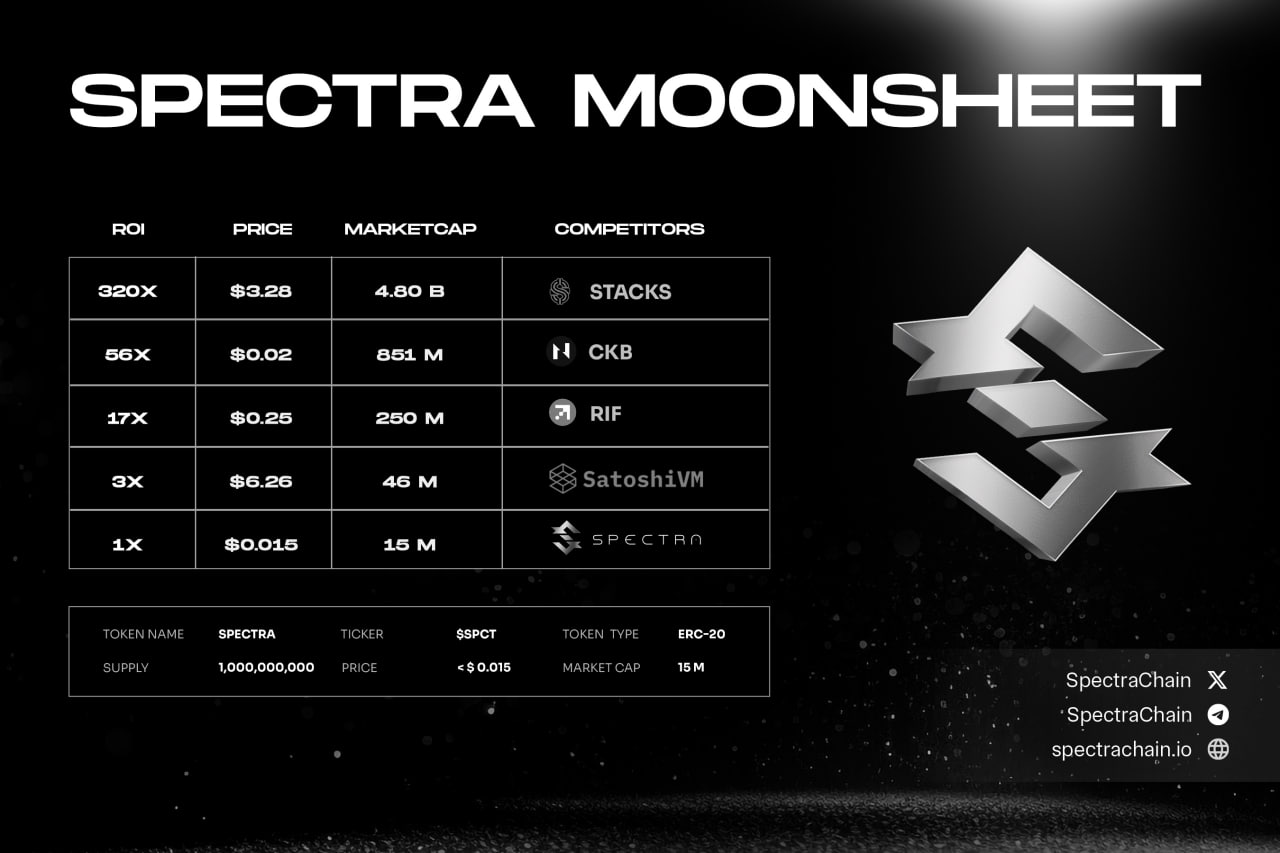 SPECTRA MOONSHEET
ROI PRICE MARKETCAP COMPETITORS
320X $3.28 4.80 B STACKS
56X $0.02 851 M CKB
17X $0.25 250 M RIF
3X $6.26 46 M SatoshiVM
1X $0.015 15 M SPECTRA
TOKEN NAME SPECTRA TICKER $SPCT TOKEN TYPE ERC-20
SUPPLY 1,000,000,000 PRICE < $ 0.015 MARKET CAP 15 M
SpectraChain
SpectraChain
spectrachain.io